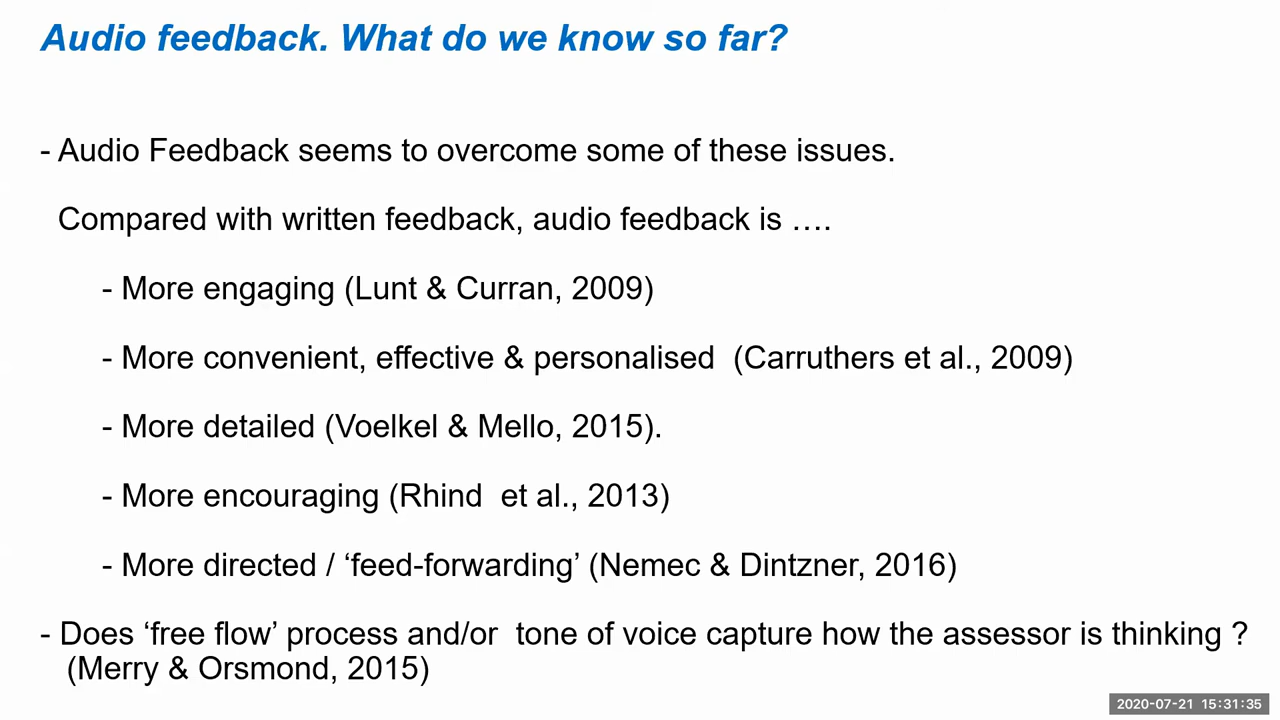 Audio feedback. What do we know so far?
- Audio Feedback seems to overcome some of these issues.
Compared with written feedback, audio feedback is ....
- More engaging (Lunt & Curran, 2009)
- More convenient, effective & personalised (Carruthers et al., 2009)
- More detailed (Voelkel & Mello, 2015).
- More encouraging (Rhind et al., 2013)
- More directed / ‘feed-forwarding’ (Nemec & Dintzner, 2016)
- Does ‘free flow’ process and/or tone of voice capture how the assessor is thinking ?
(Merry & Orsmond, 2015)
2020-07-21 15:31:35